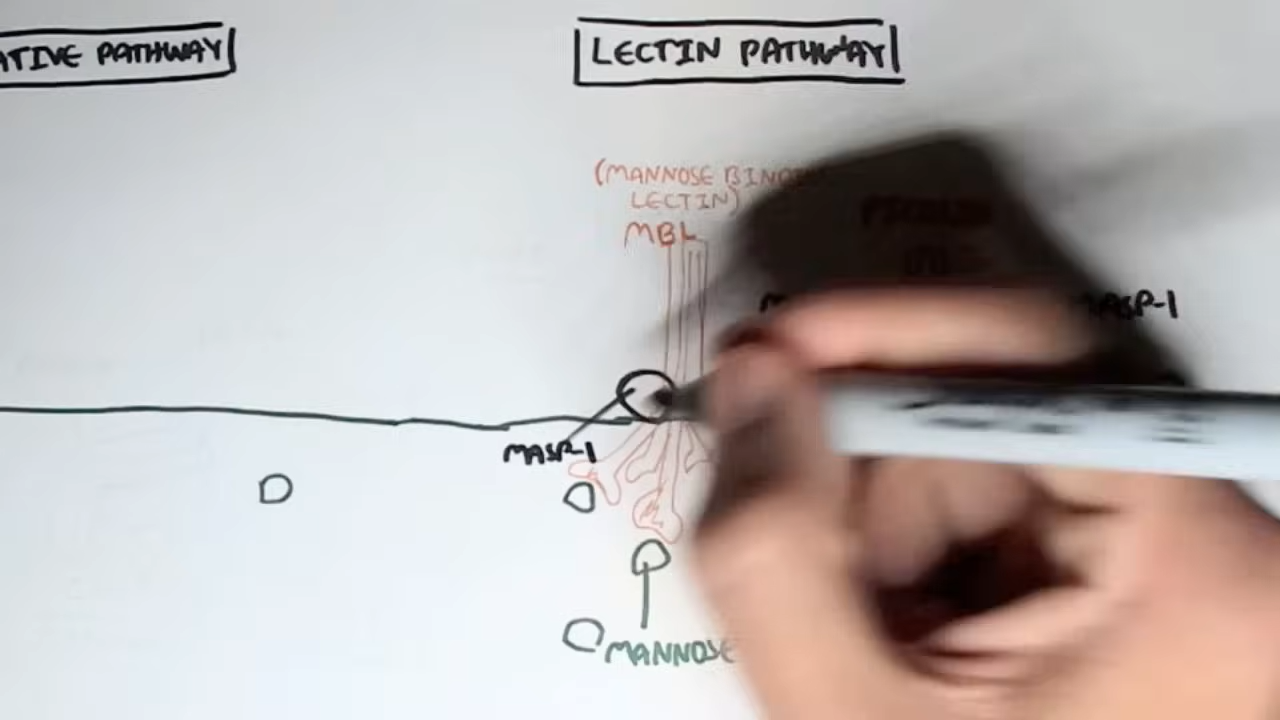 ATIVE PATHWAY
LECTIN PATHWAY
(MANNOSE
LECTIN)
MBL
MASP-1
MASP-1
MANNOSE